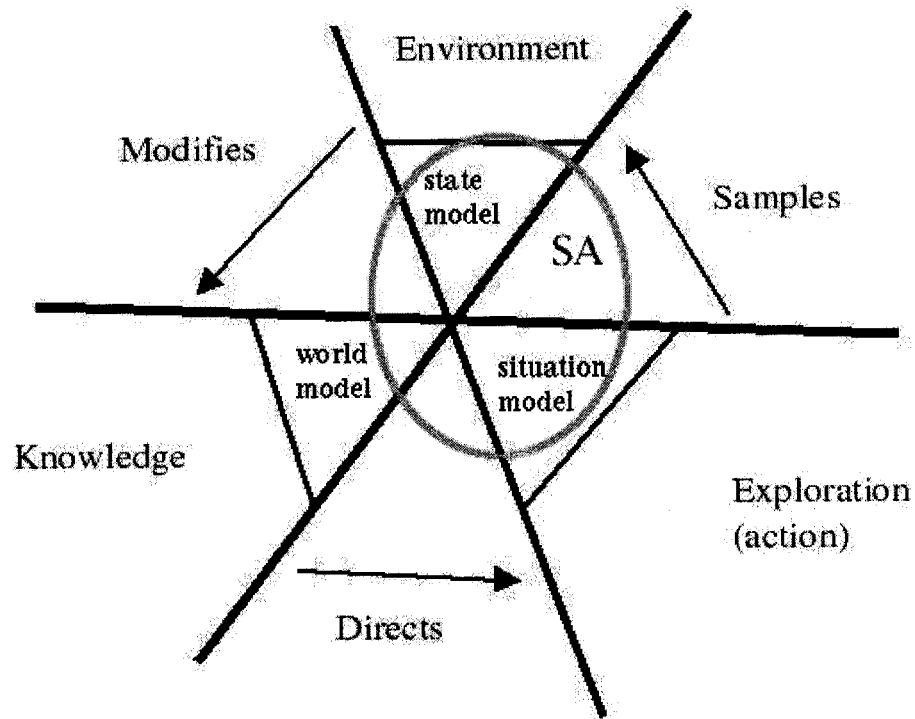 Environment
Modifies
state
model
Samples
SA
world
model
situation
model
Knowledge
Exploration
(action)
Directs